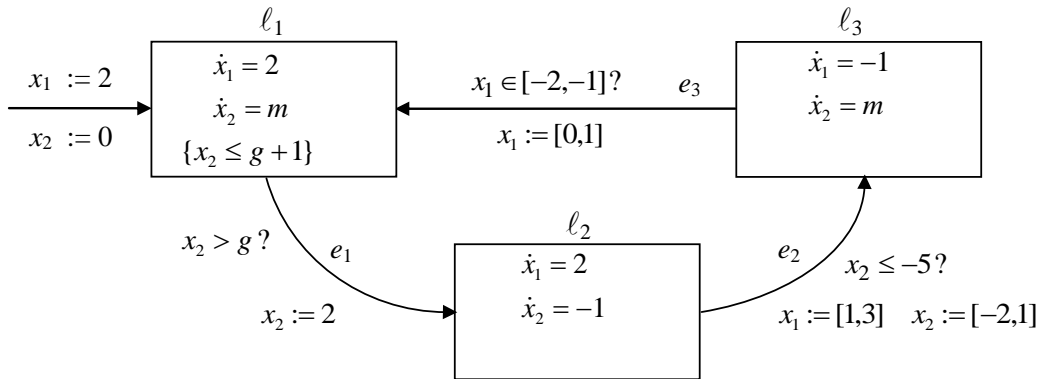 ℓ₁
ẋ₁ = 2
ẋ₂ = m
{x₂ ≤ g + 1}
x₁ := 2
x₂ := 0
x₁ ∈ [−2,−1]? e₃
x₁ := [0,1]
ℓ₃
ẋ₁ = −1
ẋ₂ = m
x₂ > g ?
e₁
x₂ := 2
ℓ₂
ẋ₁ = 2
ẋ₂ = −1
e₂
x₂ ≤ −5?
x₁ := [1,3] x₂ := [−2,1]